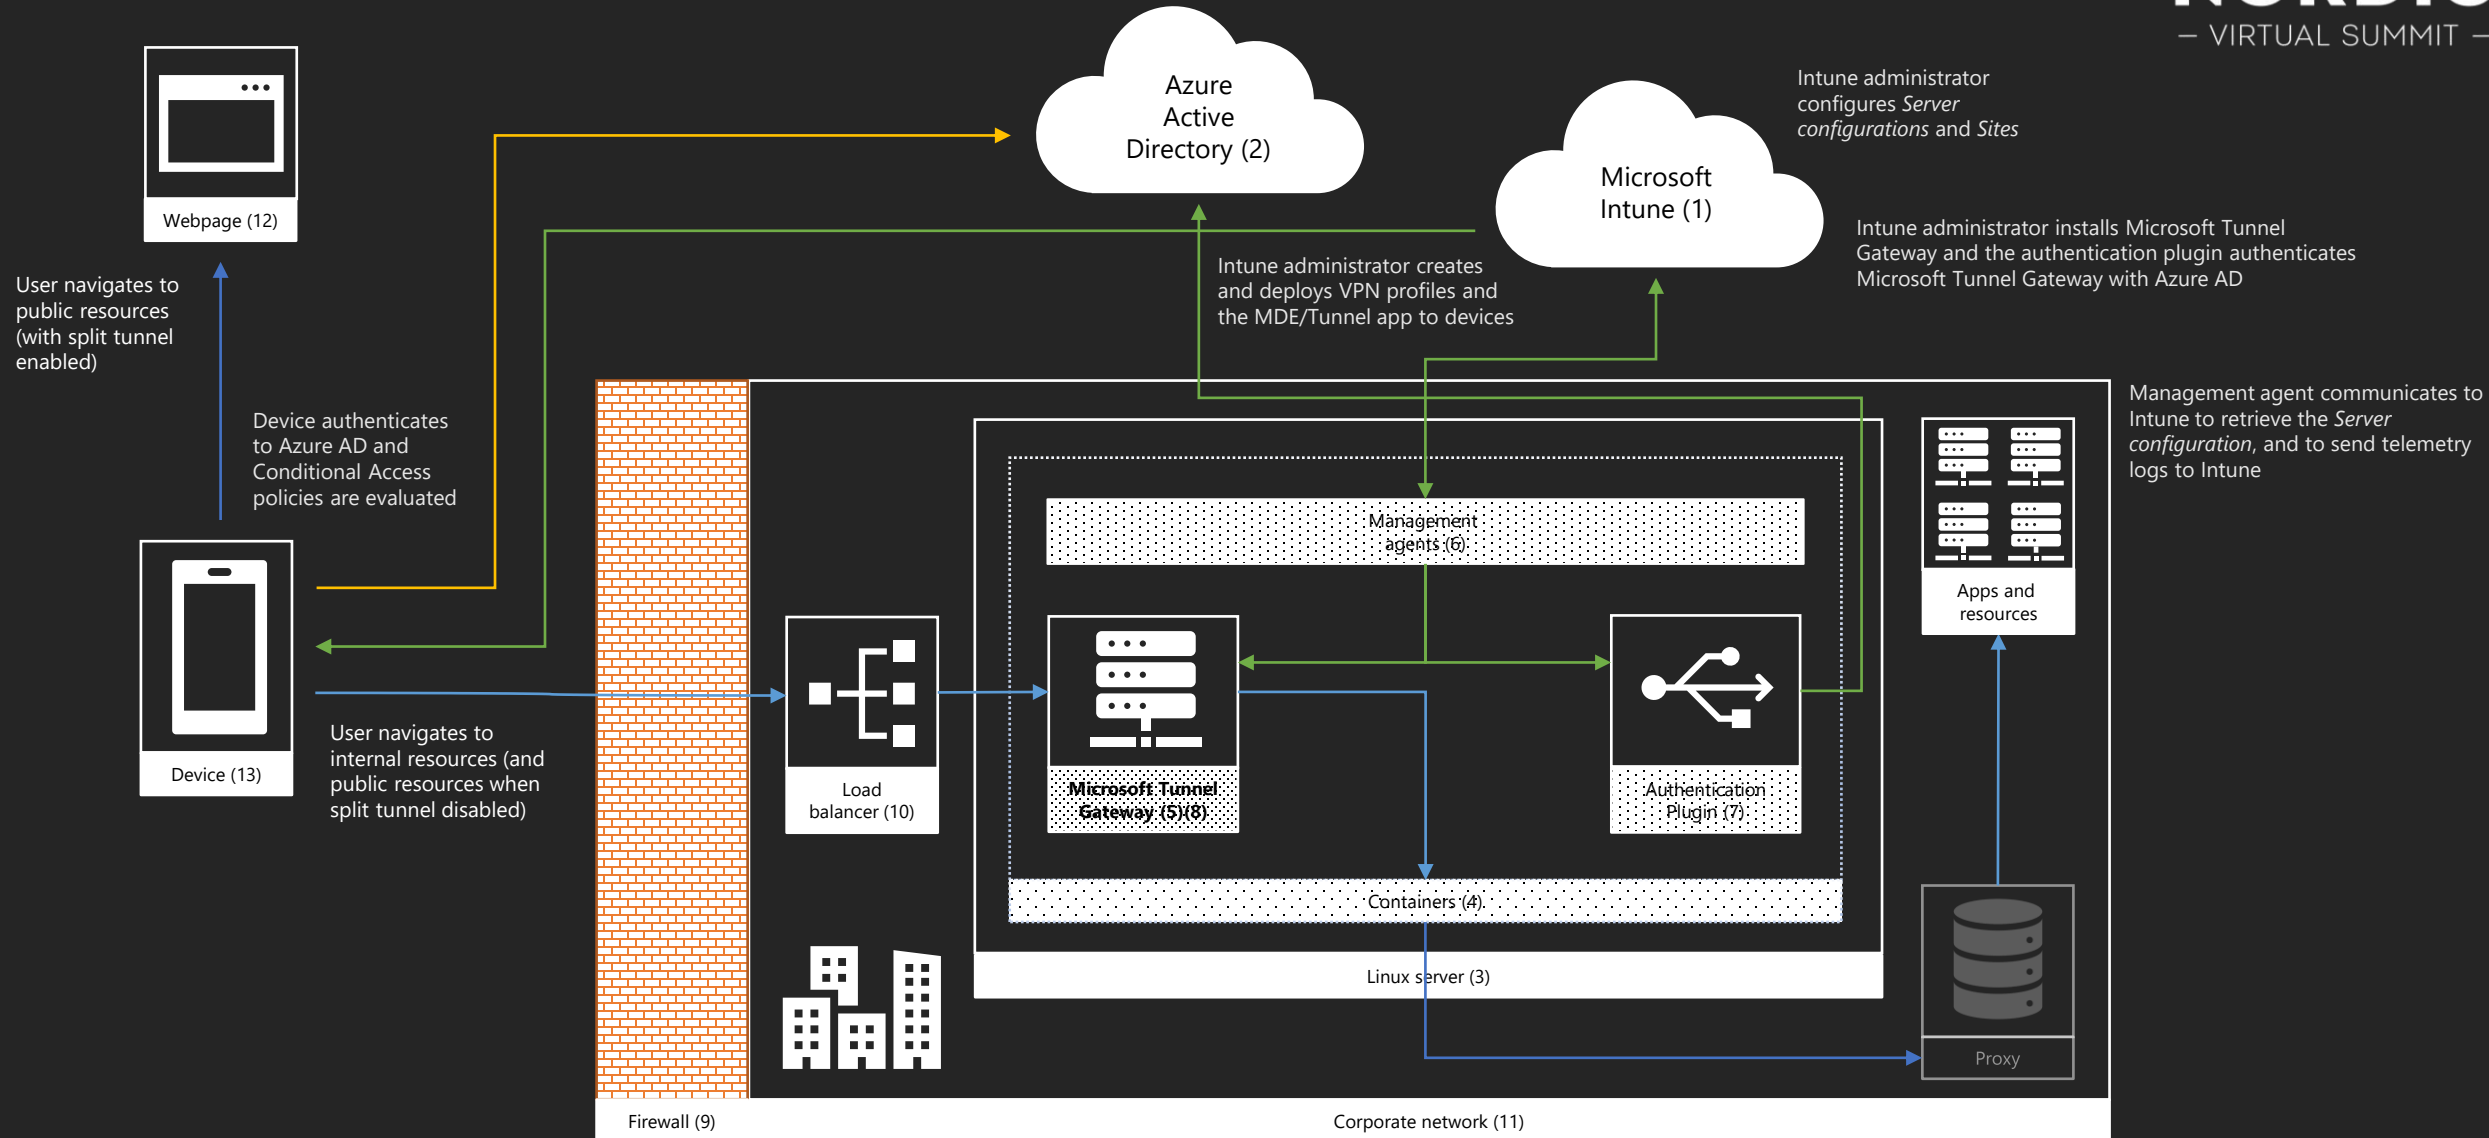 NORDIC
— VIRTUAL SUMMIT —
Azure
Active
Directory (2)
Microsoft
Intune (1)
Intune administrator
configures Server
configurations and Sites
Intune administrator installs Microsoft Tunnel
Gateway and the authentication plugin authenticates
Microsoft Tunnel Gateway with Azure AD
Webpage (12)
User navigates to
public resources
(with split tunnel
enabled)
Intune administrator creates
and deploys VPN profiles and
the MDE/Tunnel app to devices
Device authenticates
to Azure AD and
Conditional Access
policies are evaluated
Management agent communicates to
Intune to retrieve the Server
configuration, and to send telemetry
logs to Intune
Management
agents (6)
Apps and
resources
Device (13)
User navigates to
internal resources (and
public resources when
split tunnel disabled)
Load
balancer (10)
Microsoft Tunnel
Gateway (5)(8)
Authentication
Plugin (7)
Containers (4)
Linux server (3)
Proxy
Firewall (9)
Corporate network (11)